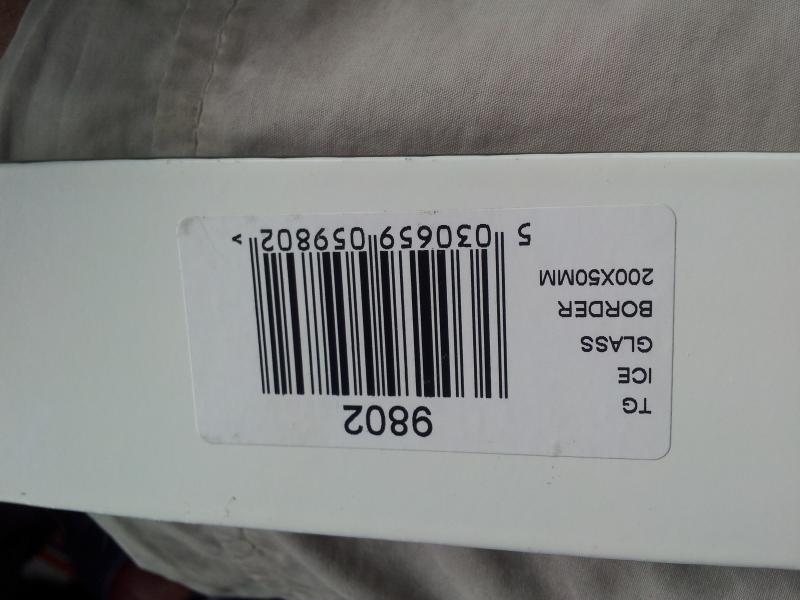 TG
ICE
GLASS
BORDER
200X50MM
9802
5 030659 059802 >